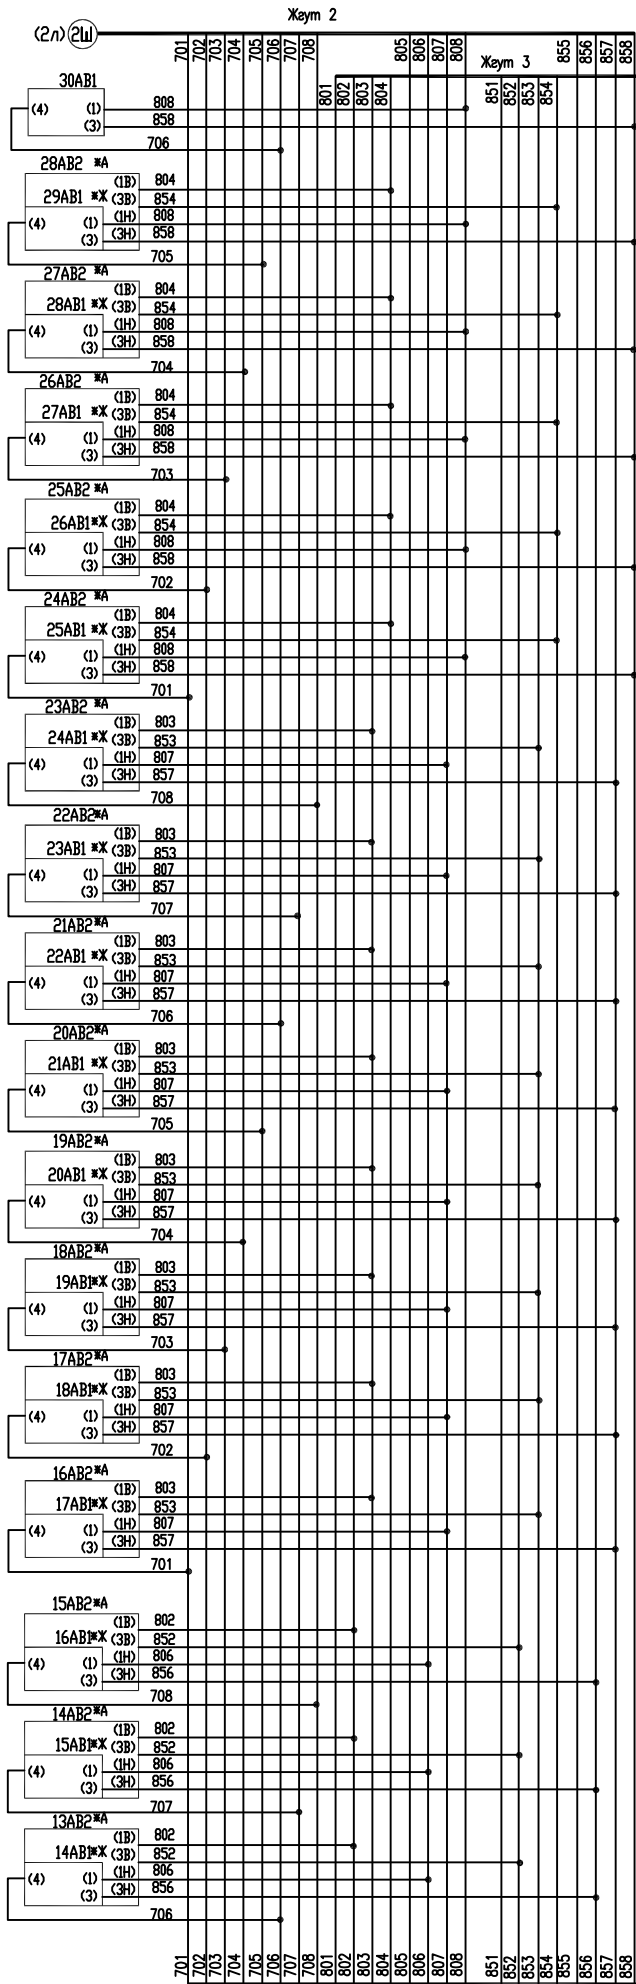 Жгут 2
(2л) 2Ш
701 702 703 704 705 706 707 708 805 806 807 808 855 856 857 858
Жгут 3
801 802 803 804 851 852 853 854
30АВ1
(4) (1) 808
(3) 858
706
28АВ2 *А
(1В) 804
29АВ1 **Ж (3В) 854
(4) (1) (1Н) 808
(3) (3Н) 858
705
27АВ2 *А
(1В) 804
28АВ1 **Ж (3В) 854
(4) (1) (1Н) 808
(3) (3Н) 858
704
26АВ2 *А
(1В) 804
27АВ1 **Ж (3В) 854
(4) (1) (1Н) 808
(3) (3Н) 858
703
25АВ2 *А
(1В) 804
26АВ1**Ж (3В) 854
(4) (1) (1Н) 808
(3) (3Н) 858
702
24АВ2 *А
(1В) 804
25АВ1 **Ж (3В) 854
(4) (1) (1Н) 808
(3) (3Н) 858
701
23АВ2 *А
(1В) 803
24АВ1 **Ж (3В) 853
(4) (1) (1Н) 807
(3) (3Н) 857
708
22АВ2*А
(1В) 803
23АВ1 **Ж (3В) 853
(4) (1) (1Н) 807
(3) (3Н) 857
707
21АВ2*А
(1В) 803
22АВ1 **Ж (3В) 853
(4) (1) (1Н) 807
(3) (3Н) 857
706
20АВ2*А
(1В) 803
21АВ1 **Ж (3В) 853
(4) (1) (1Н) 807
(3) (3Н) 857
705
19АВ2*А
(1В) 803
20АВ1 **Ж (3В) 853
(4) (1) (1Н) 807
(3) (3Н) 857
704
18АВ2*А
(1В) 803
19АВ1**Ж (3В) 853
(4) (1) (1Н) 807
(3) (3Н) 857
703
17АВ2*А
(1В) 803
18АВ1**Ж (3В) 853
(4) (1) (1Н) 807
(3) (3Н) 857
702
16АВ2*А
(1В) 803
17АВ1**Ж (3В) 853
(4) (1) (1Н) 807
(3) (3Н) 857
701
15АВ2*А
(1В) 802
16АВ1**Ж (3В) 852
(4) (1) (1Н) 806
(3) (3Н) 856
708
14АВ2*А
(1В) 802
15АВ1**Ж (3В) 852
(4) (1) (1Н) 806
(3) (3Н) 856
707
13АВ2*А
(1В) 802
14АВ1**Ж (3В) 852
(4) (1) (1Н) 806
(3) (3Н) 856
706
701 702 703 704 705 706 707 708 801 802 803 804 805 806 807 808 851 852 853 854 855 856 857 858